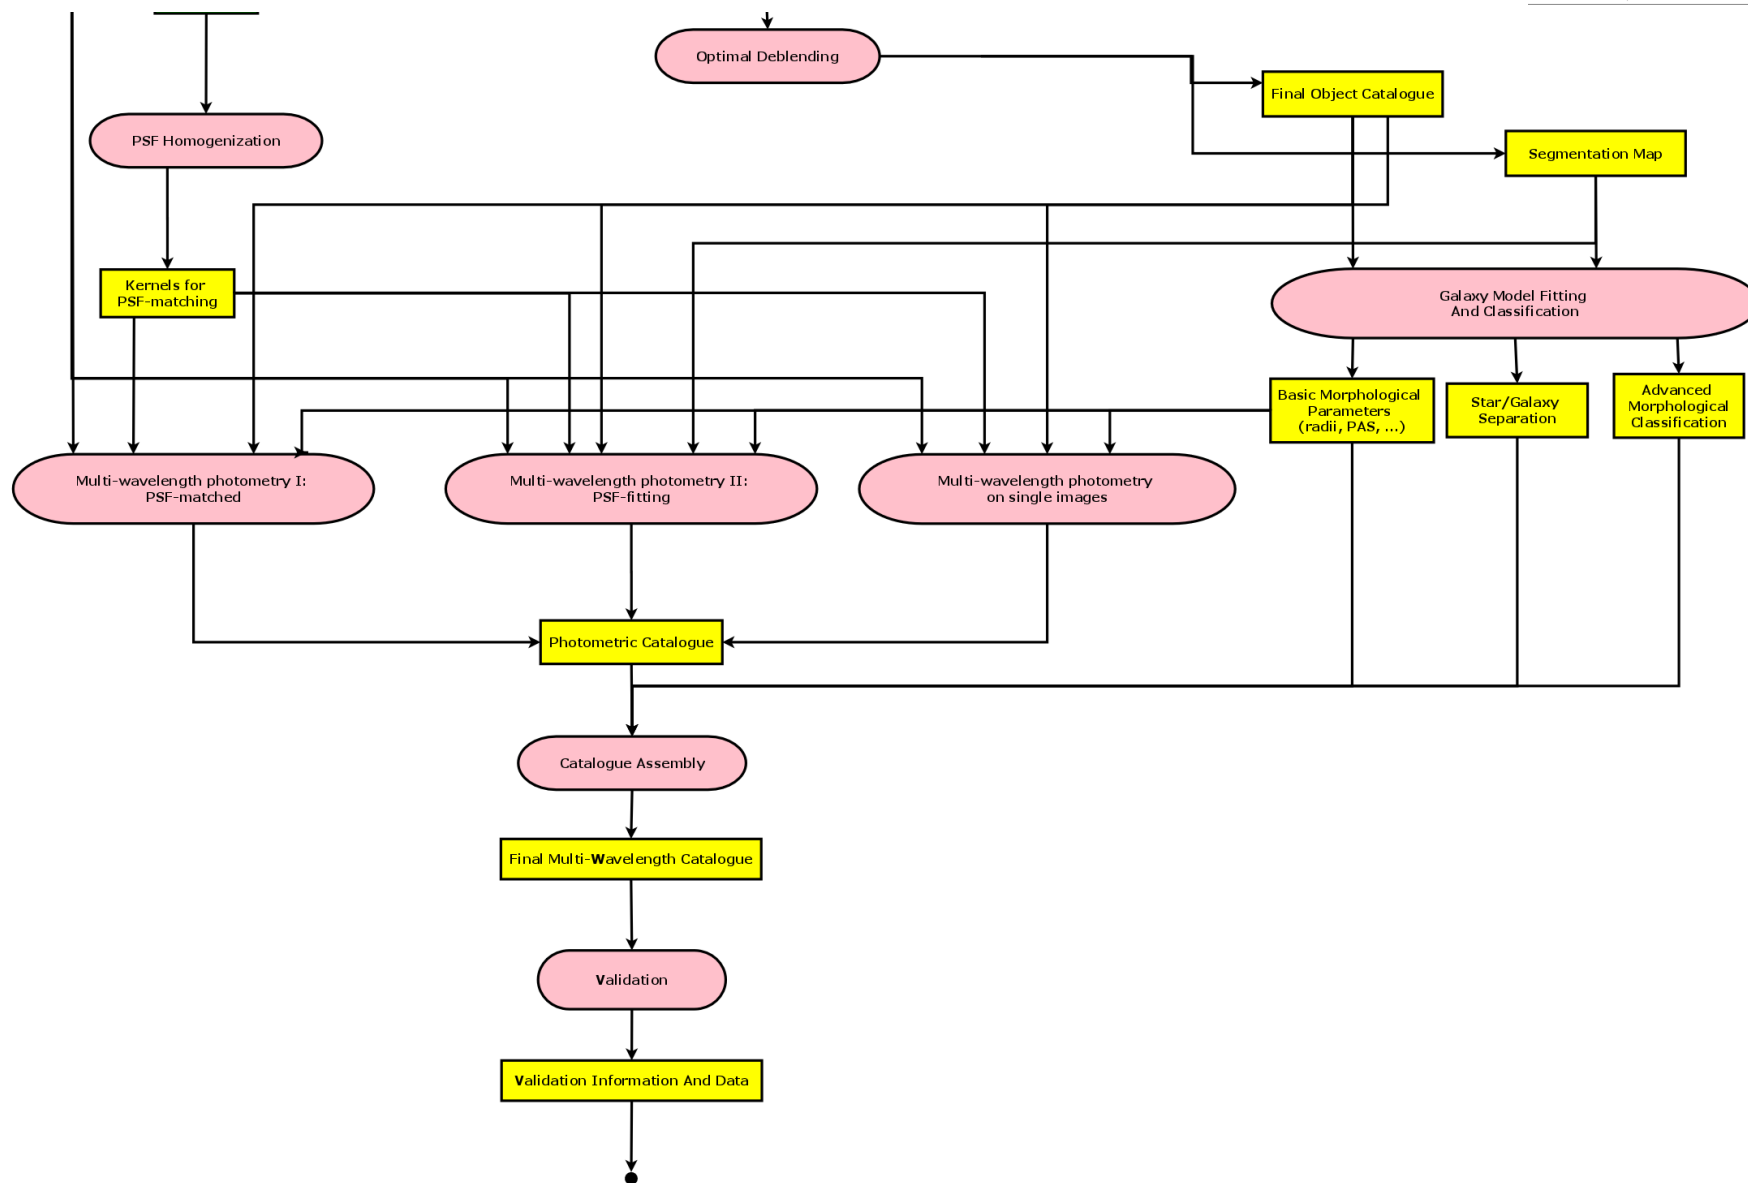 Optimal Deblending
Final Object Catalogue
PSF Homogenization
Segmentation Map
Kernels for
PSF-matching
Galaxy Model Fitting
And Classification
Basic Morphological
Parameters
(radii, PAS, ...)
Star/Galaxy
Separation
Advanced
Morphological
Classification
Multi-wavelength photometry I:
PSF-matched
Multi-wavelength photometry II:
PSF-fitting
Multi-wavelength photometry
on single images
Photometric Catalogue
Catalogue Assembly
Final Multi-Wavelength Catalogue
Validation
Validation Information And Data